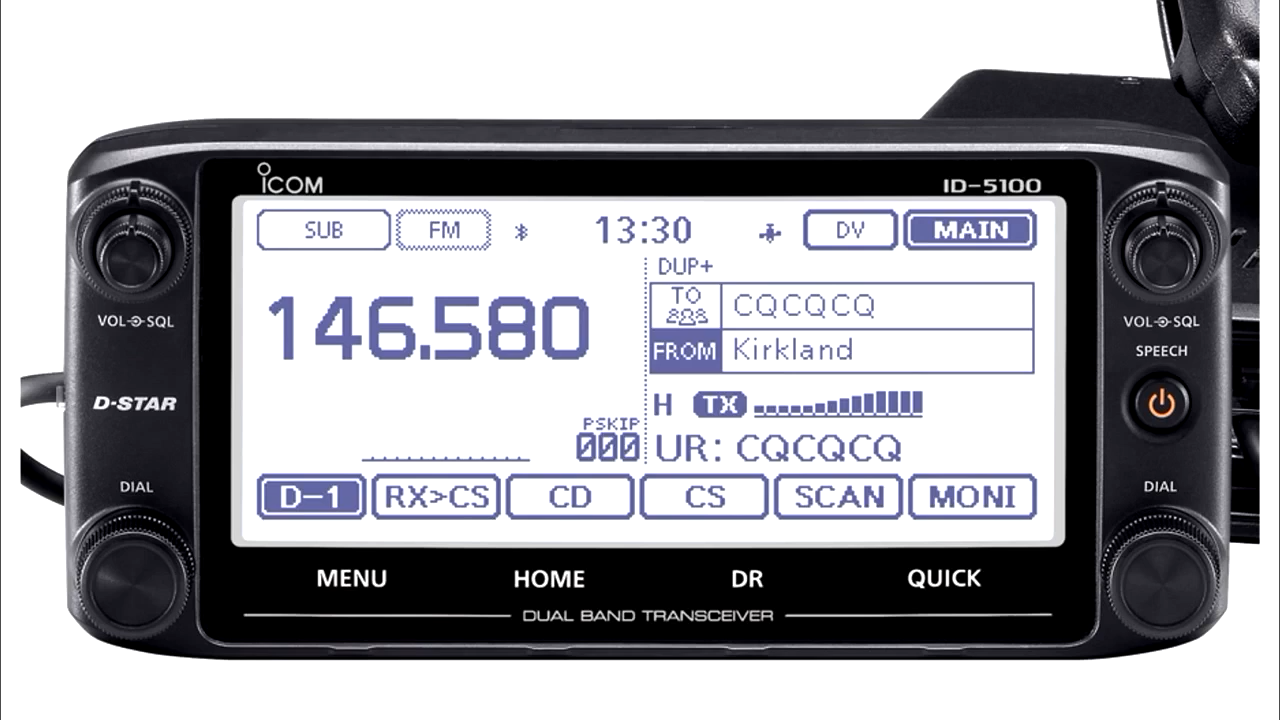 ICOM
ID-5100
SUB FM 13:30 DV MAIN
DUP+
146.580
TO CQCQCQ
FROM Kirkland
H TX
PSKIP
000
UR: CQCQCQ
D-1 RX>CS CD CS SCAN MONI
MENU HOME DR QUICK
DUAL BAND TRANSCEIVER
VOL SQL
D-STAR
DIAL
VOL SQL
SPEECH
DIAL